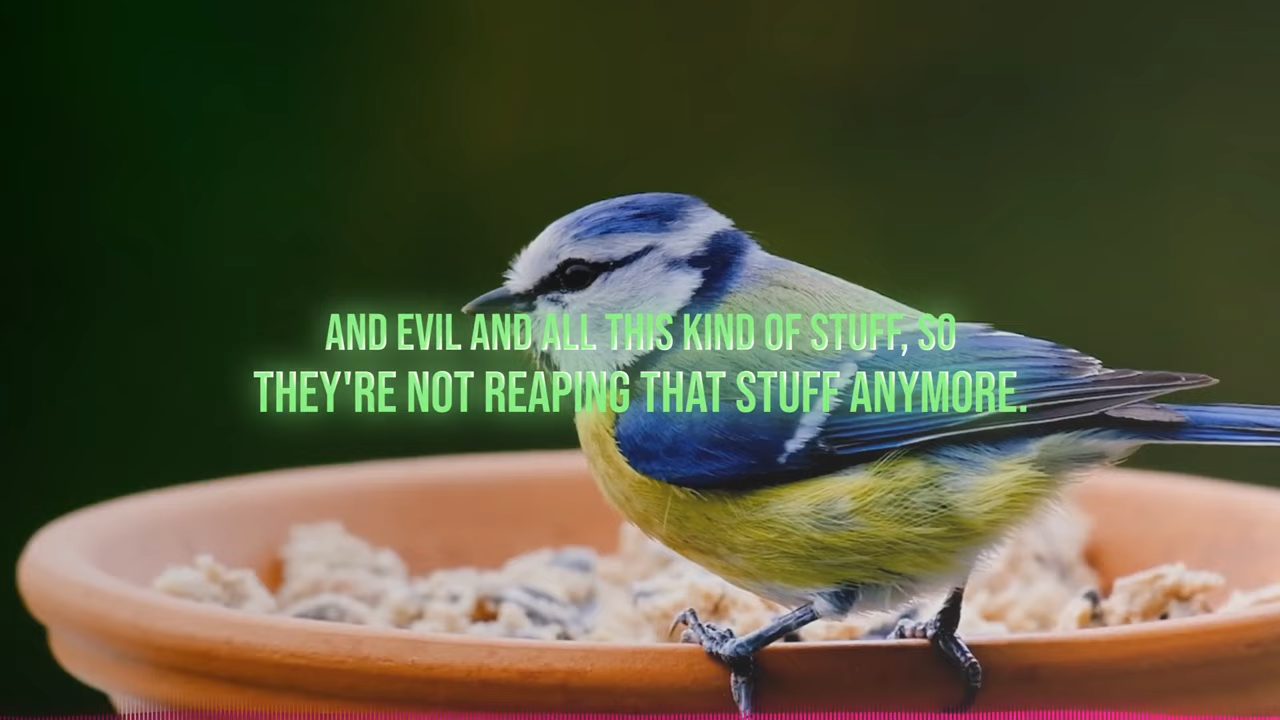 AND EVIL AND ALL THIS KIND OF STUFF, SO
THEY'RE NOT REAPING THAT STUFF ANYMORE.